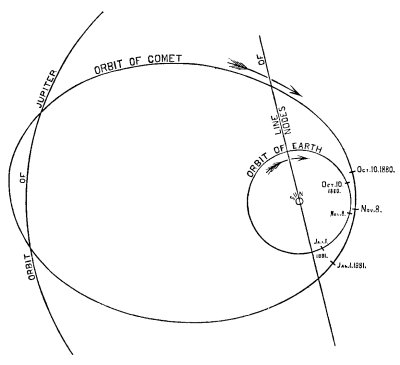 ORBIT OF COMET
ORBIT OF JUPITER
LINE OF NODES
ORBIT OF EARTH
SUN
OCT.10.1880.
OCT.10.
1880.
NOV.8.
NOV.8.
JAN.1.
1881.
JAN.1.1881.